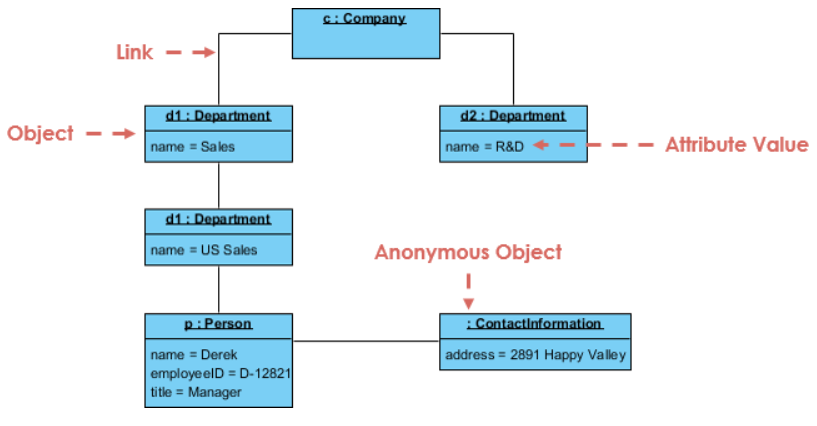 c : Company
Link
d1 : Department
name = Sales
Object
d2 : Department
name = R&D
Attribute Value
d1 : Department
name = US Sales
Anonymous Object
p : Person
name = Derek
employeeID = D-12821
title = Manager
: ContactInformation
address = 2891 Happy Valley